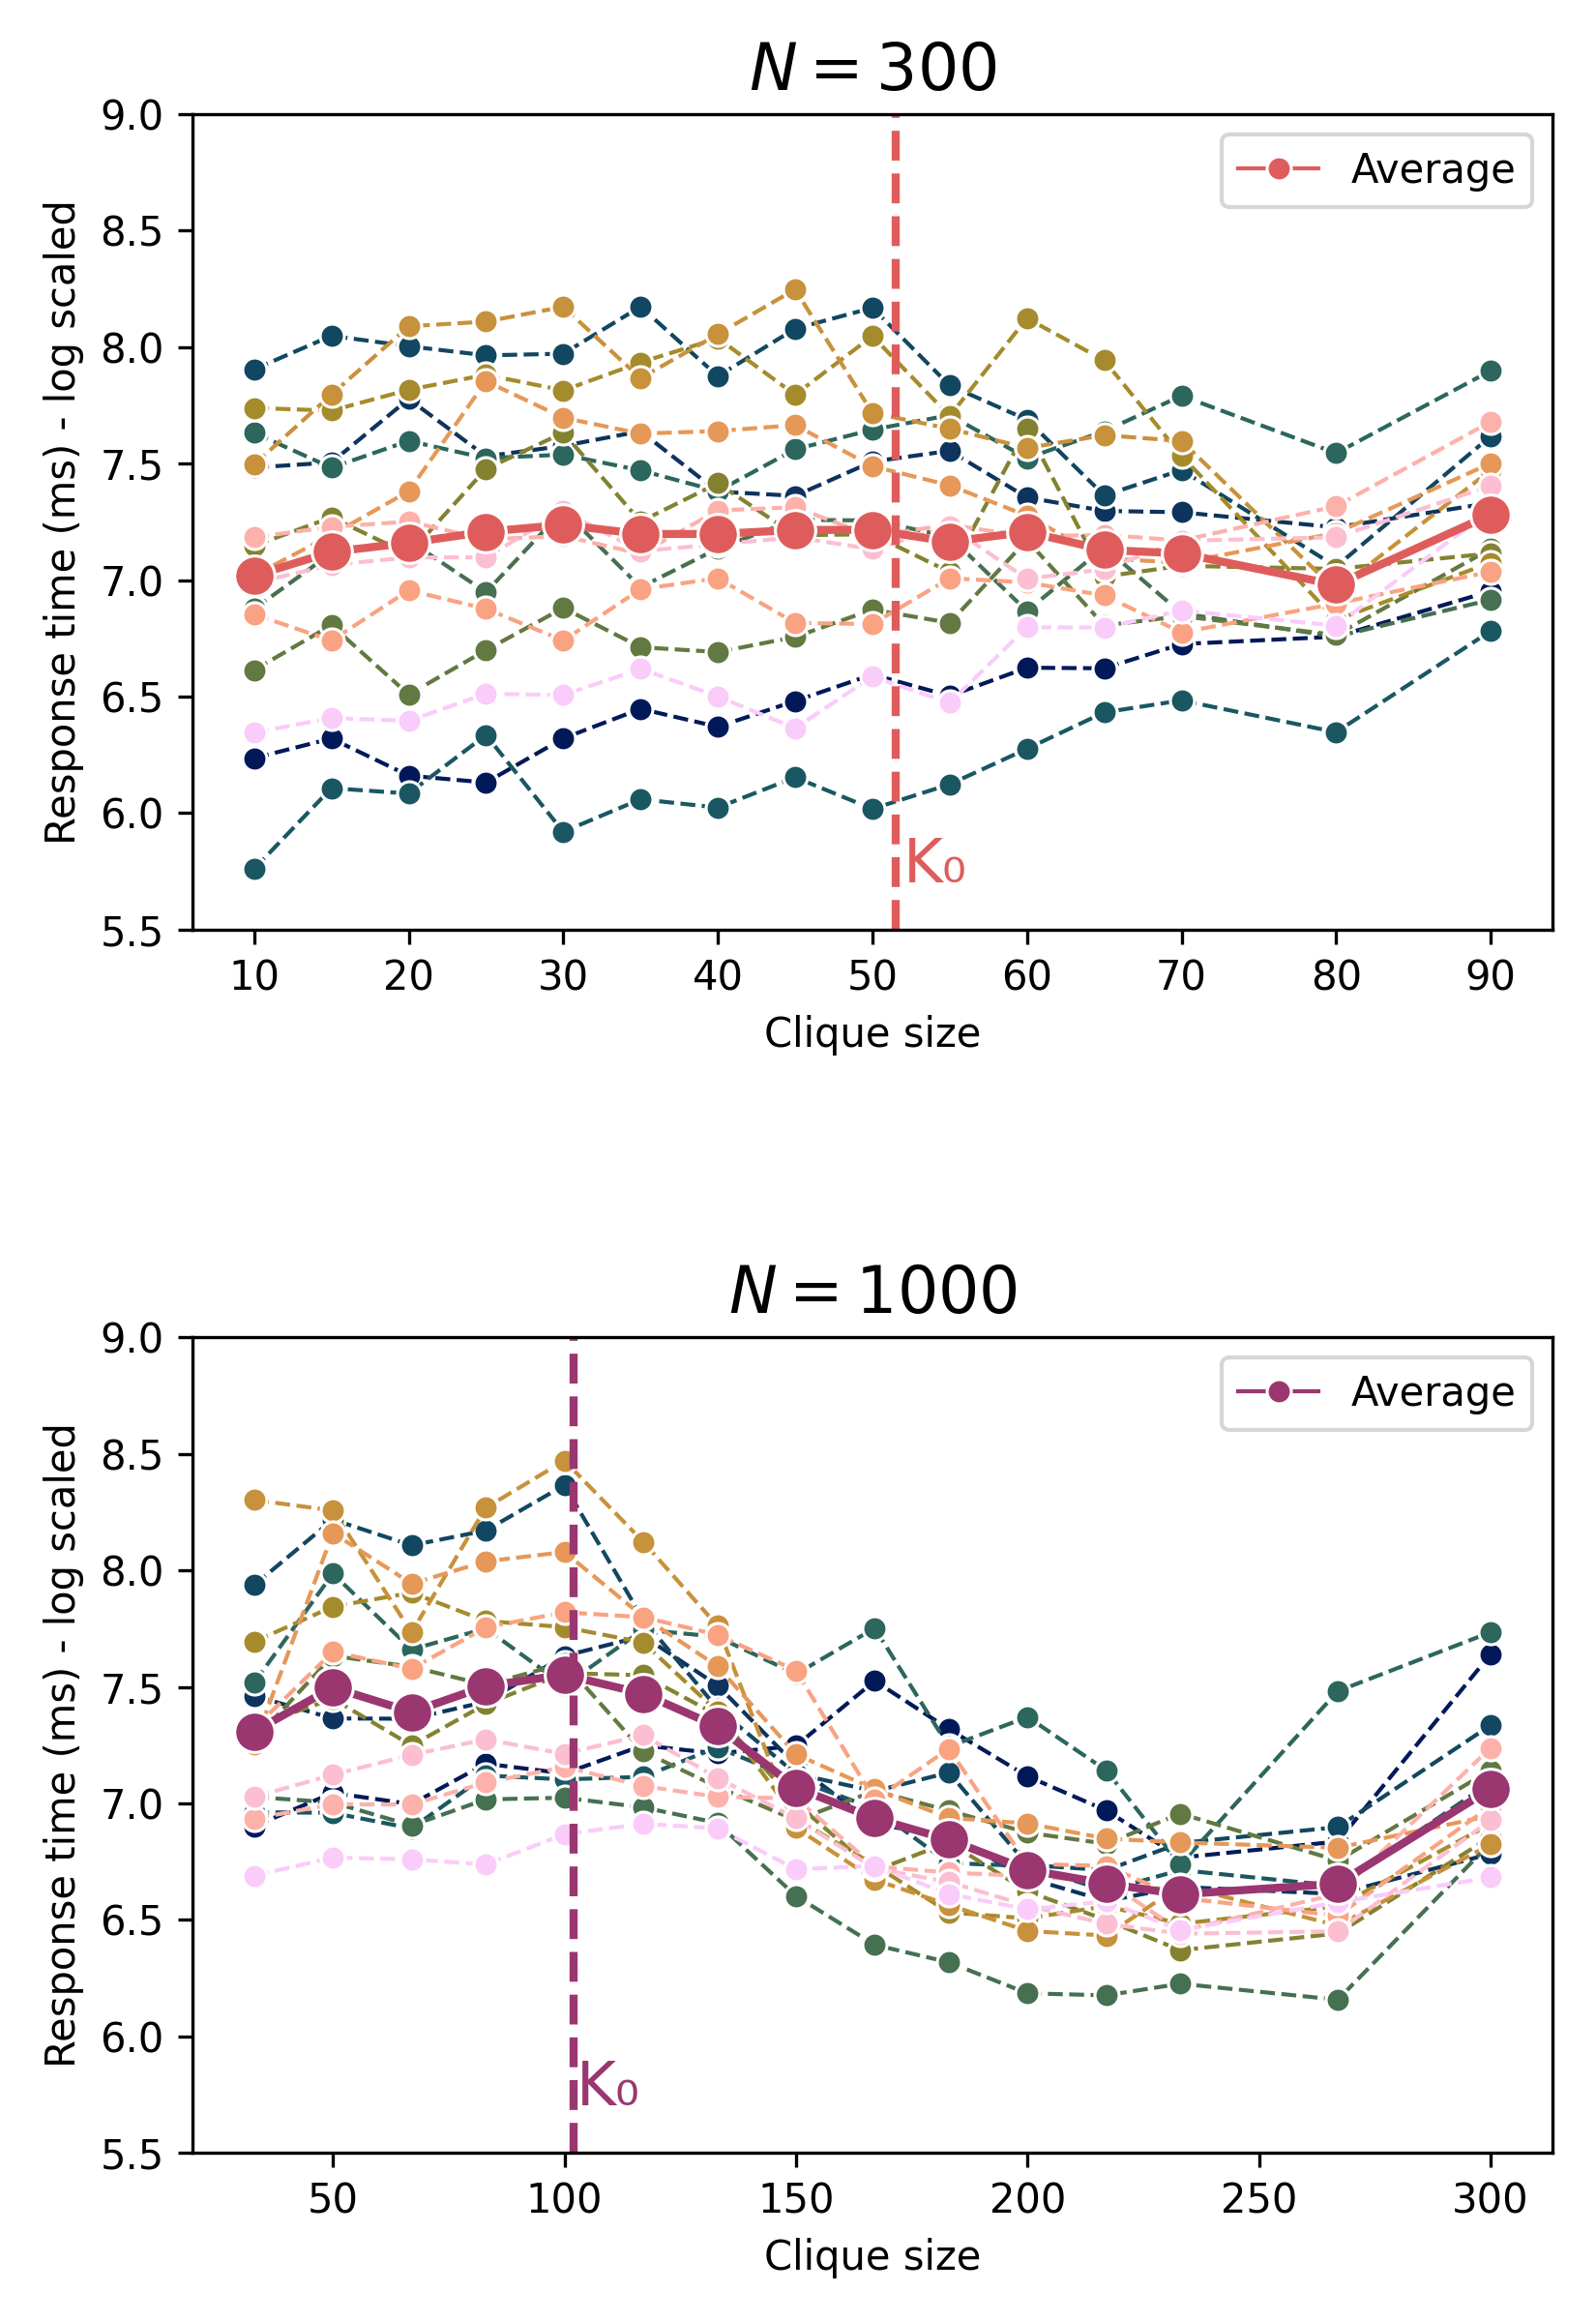 N = 300
9.0
8.5
8.0
7.5
7.0
6.5
6.0
5.5
Response time (ms) - log scaled
Average
K₀
10 20 30 40 50 60 70 80 90
Clique size
N = 1000
9.0
8.5
8.0
7.5
7.0
6.5
6.0
5.5
Response time (ms) - log scaled
Average
K₀
50 100 150 200 250 300
Clique size